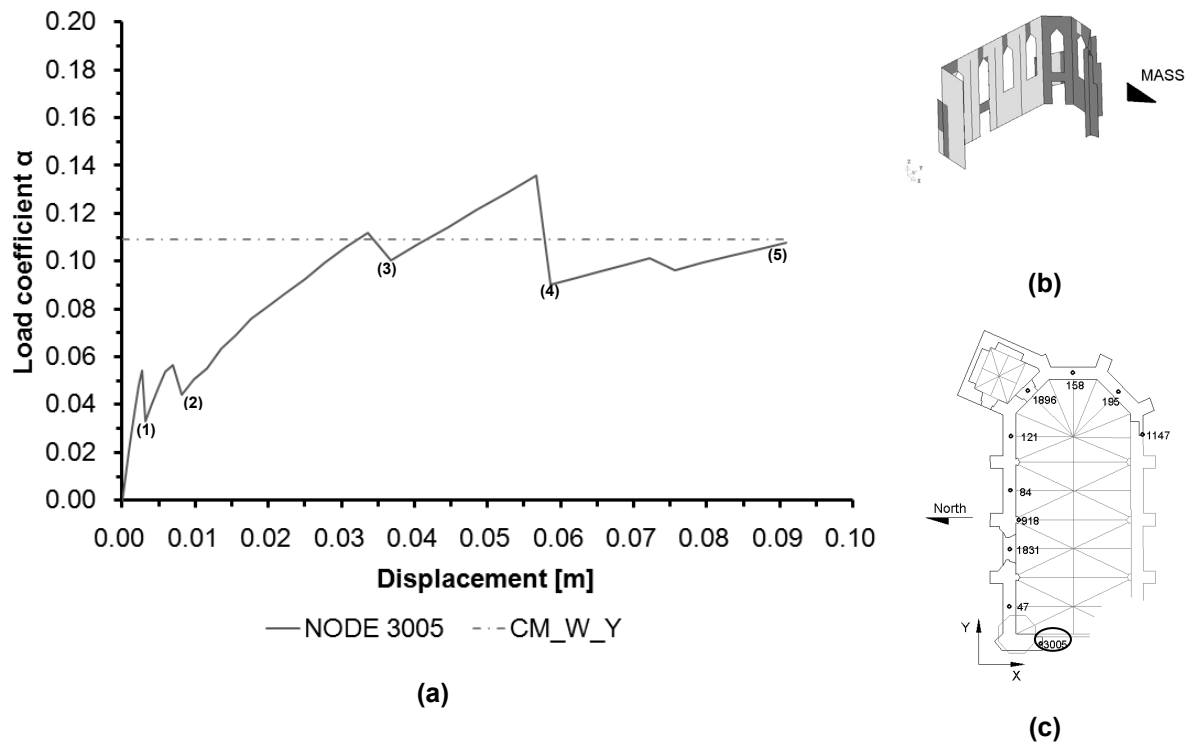 0.20
0.18
0.16
0.14
0.12
0.10
0.08
0.06
0.04
0.02
0.00
Load coefficient α
(1)
(2)
(3)
(4)
(5)
0.00 0.01 0.02 0.03 0.04 0.05 0.06 0.07 0.08 0.09 0.10
Displacement [m]
NODE 3005 CM_W_Y
(a)
MASS
Z
Y
X
(b)
158
1896
195
121
1147
84
North
918
1831
47
Y
3005
X
(c)